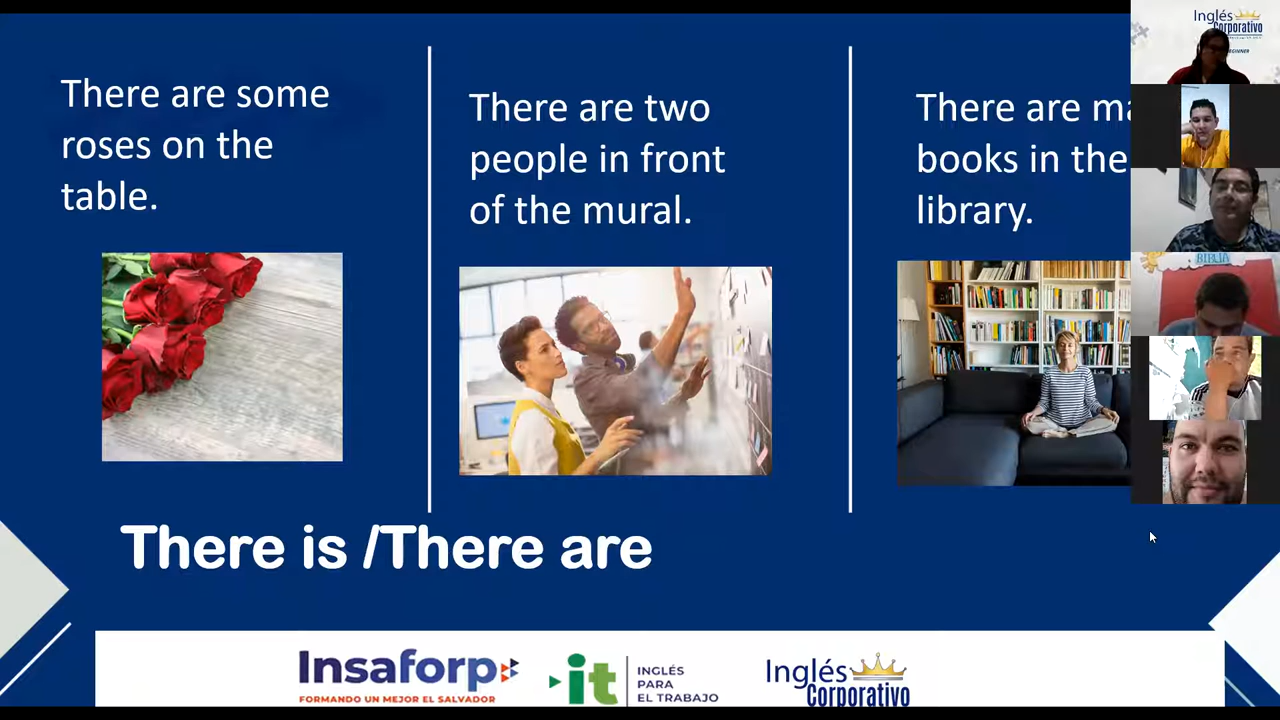 There are some
roses on the
table.
There are two
people in front
of the mural.
There are
books in the
library.
There is /There are
Insaforp
FORMANDO UN MEJOR EL SALVADOR
it
INGLÉS
PARA
EL TRABAJO
Inglés
Corporativo
Inglés
Corporativo
BIBLIA